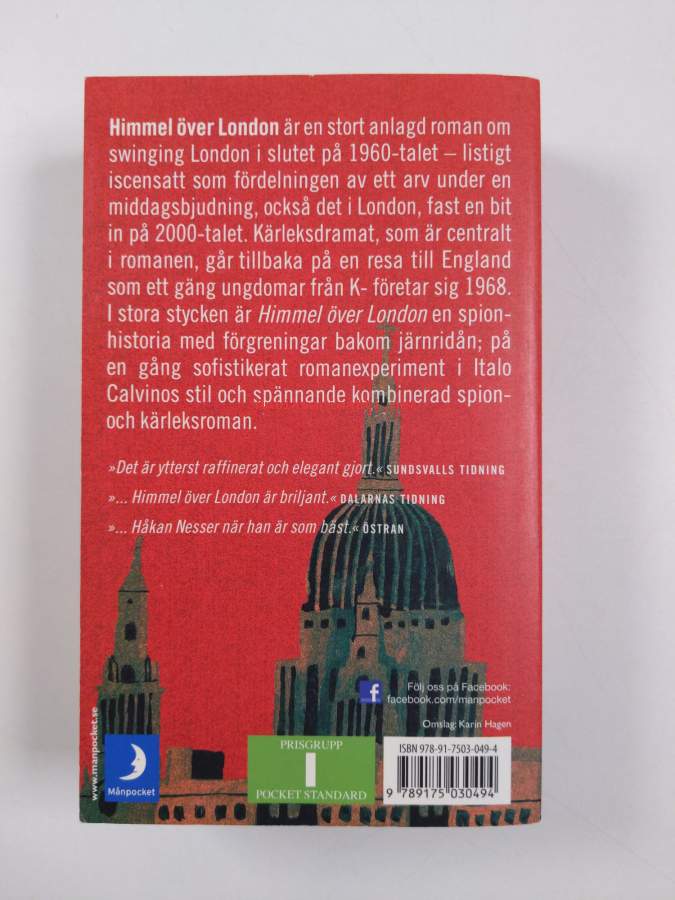 Himmel över London är en stort anlagd roman om
swinging London i slutet på 1960-talet – listigt
iscensatt som fördelningen av ett arv under en
middagsbjudning, också det i London, fast en bit
in på 2000-talet. Kärleksdramat, som är centralt
i romanen, går tillbaka på en resa till England
som ett gäng ungdomar från K- företar sig 1968.
I stora stycken är Himmel över London en spion-
historia med förgreningar bakom järnridån; på
en gång sofistikerat romanexperiment i Italo
Calvinos stil och spännande kombinerad spion-
och kärleksroman.
»Det är ytterst raffinerat och elegant gjort.« SUNDSVALLS TIDNING
»... Himmel över London är briljant.« DALARNAS TIDNING
»... Håkan Nesser när han är som bäst.« ÖSTRAN
f
Följ oss på Facebook:
facebook.com/manpocket
Omslag: Karin Hagen
www.manpocket.se
Månpocket
PRISGRUPP
1
POCKET STANDARD
ISBN 978-91-7503-049-4
9 789175 030494